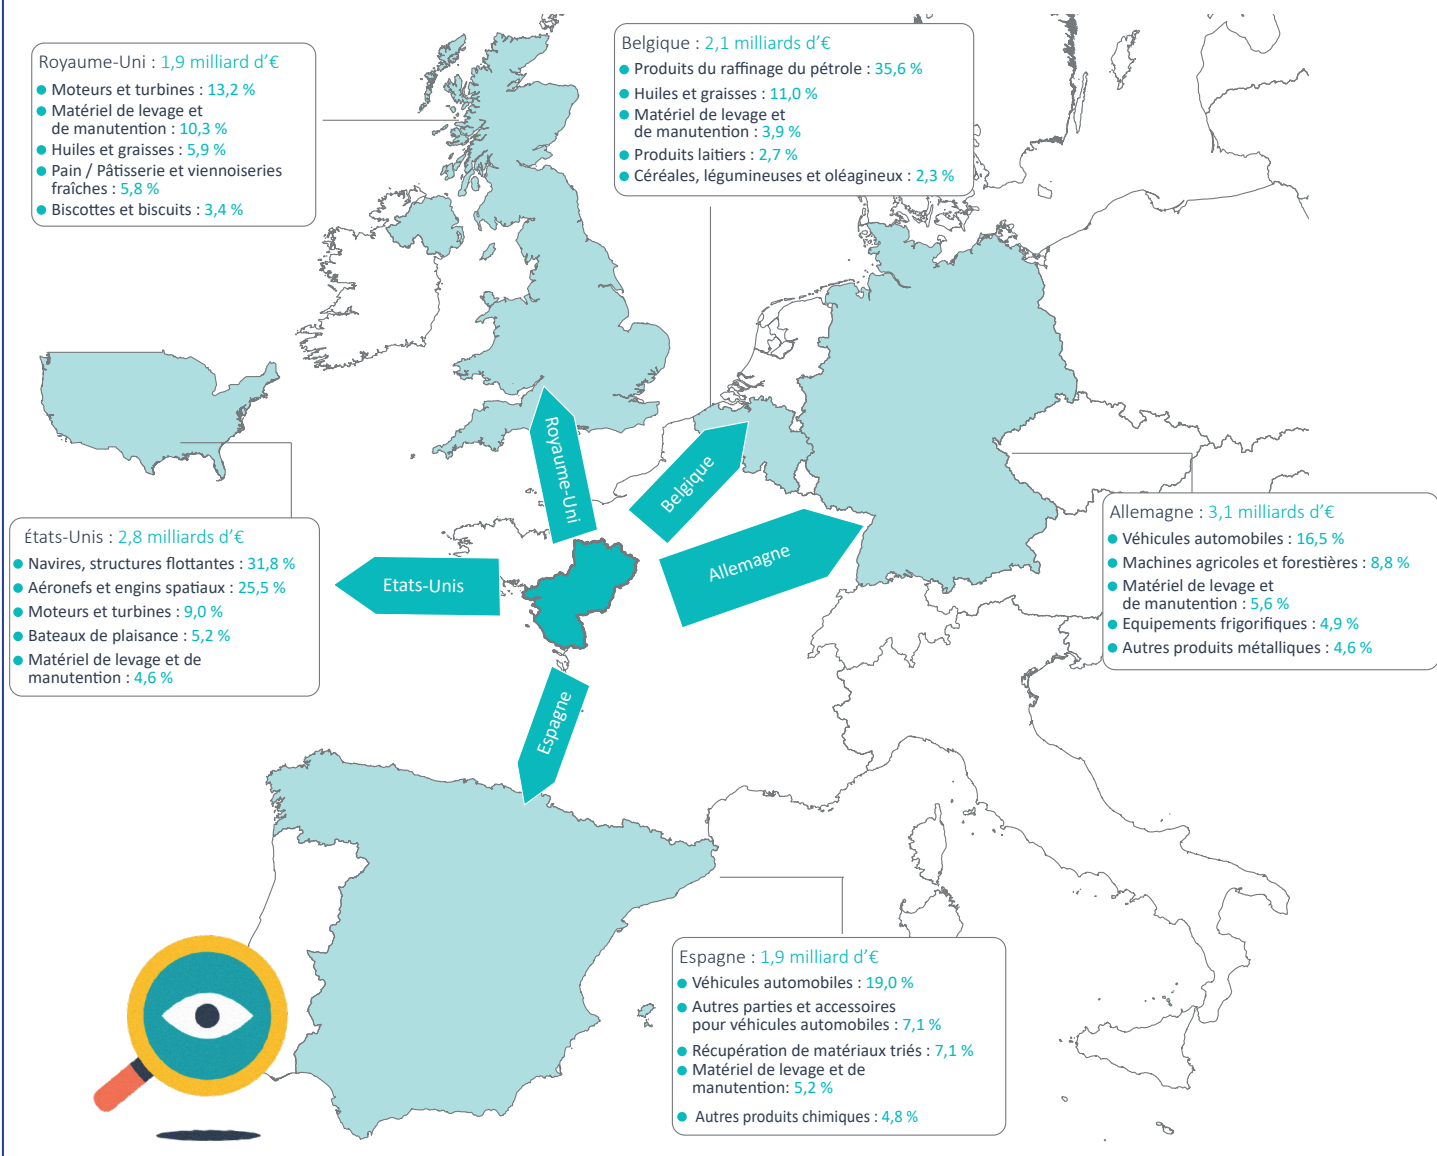 Royaume-Uni : 1,9 milliard d'€
Moteurs et turbines : 13,2 %
Matériel de levage et
de manutention : 10,3 %
Huiles et graisses : 5,9 %
Pain / Pâtisserie et viennoiseries
fraîches : 5,8 %
Biscottes et biscuits : 3,4 %
Belgique : 2,1 milliards d'€
Produits du raffinage du pétrole : 35,6 %
Huiles et graisses : 11,0 %
Matériel de levage et
de manutention : 3,9 %
Produits laitiers : 2,7 %
Céréales, légumineuses et oléagineux : 2,3 %
Royaume-Uni
Belgique
Allemagne
Etats-Unis
Espagne
États-Unis : 2,8 milliards d'€
Navires, structures flottantes : 31,8 %
Aéronefs et engins spatiaux : 25,5 %
Moteurs et turbines : 9,0 %
Bateaux de plaisance : 5,2 %
Matériel de levage et de
manutention : 4,6 %
Allemagne : 3,1 milliards d'€
Véhicules automobiles : 16,5 %
Machines agricoles et forestières : 8,8 %
Matériel de levage et
de manutention : 5,6 %
Equipements frigorifiques : 4,9 %
Autres produits métalliques : 4,6 %
Espagne : 1,9 milliard d'€
Véhicules automobiles : 19,0 %
Autres parties et accessoires
pour véhicules automobiles : 7,1 %
Récupération de matériaux triés : 7,1 %
Matériel de levage et de
manutention: 5,2 %
Autres produits chimiques : 4,8 %